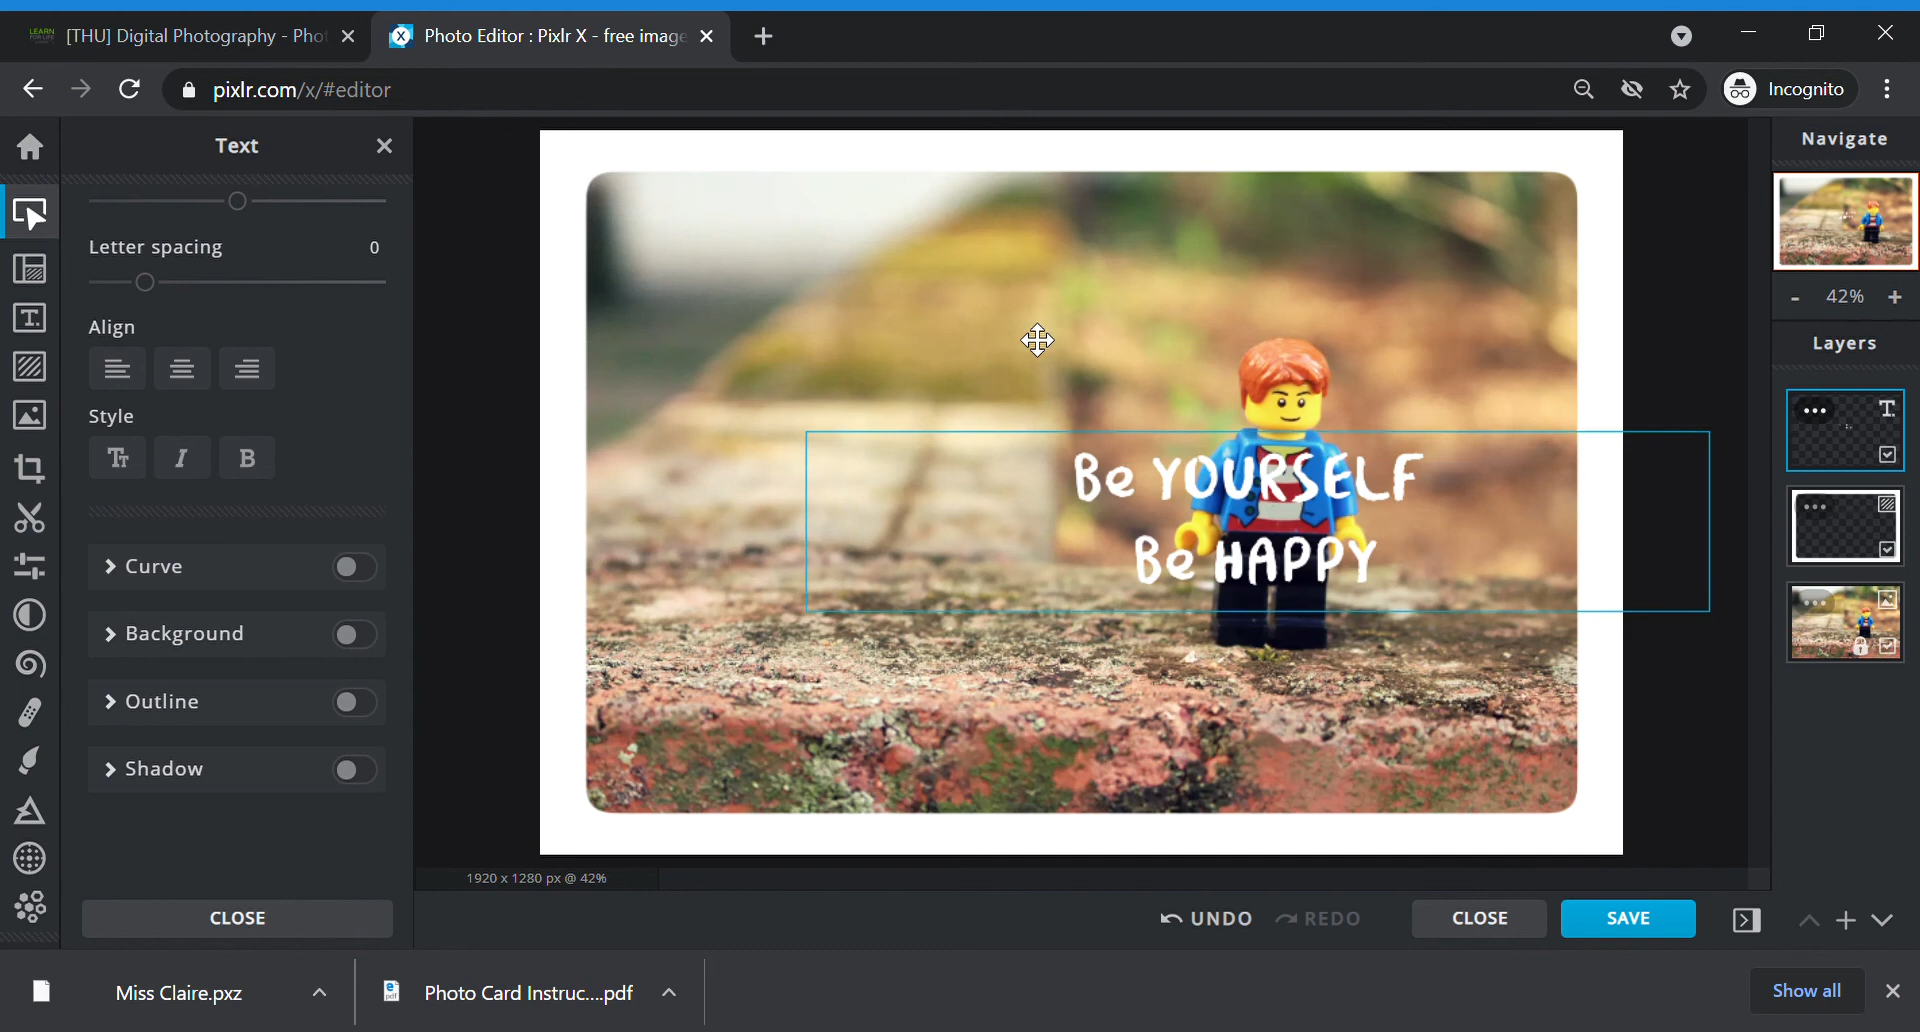 LEARN
[THU] Digital Photography - Phot
Photo Editor : Pixlr X - free image
pixlr.com/x/#editor
Incognito
Text
Navigate
Letter spacing 0
Align
Style
Curve
Background
Outline
Shadow
CLOSE
Be YOURSELF
Be HAPPY
1920 x 1280 px @ 42%
UNDO REDO CLOSE SAVE
- 42% +
Layers
Miss Claire.pxz
Photo Card Instruc....pdf
Show all